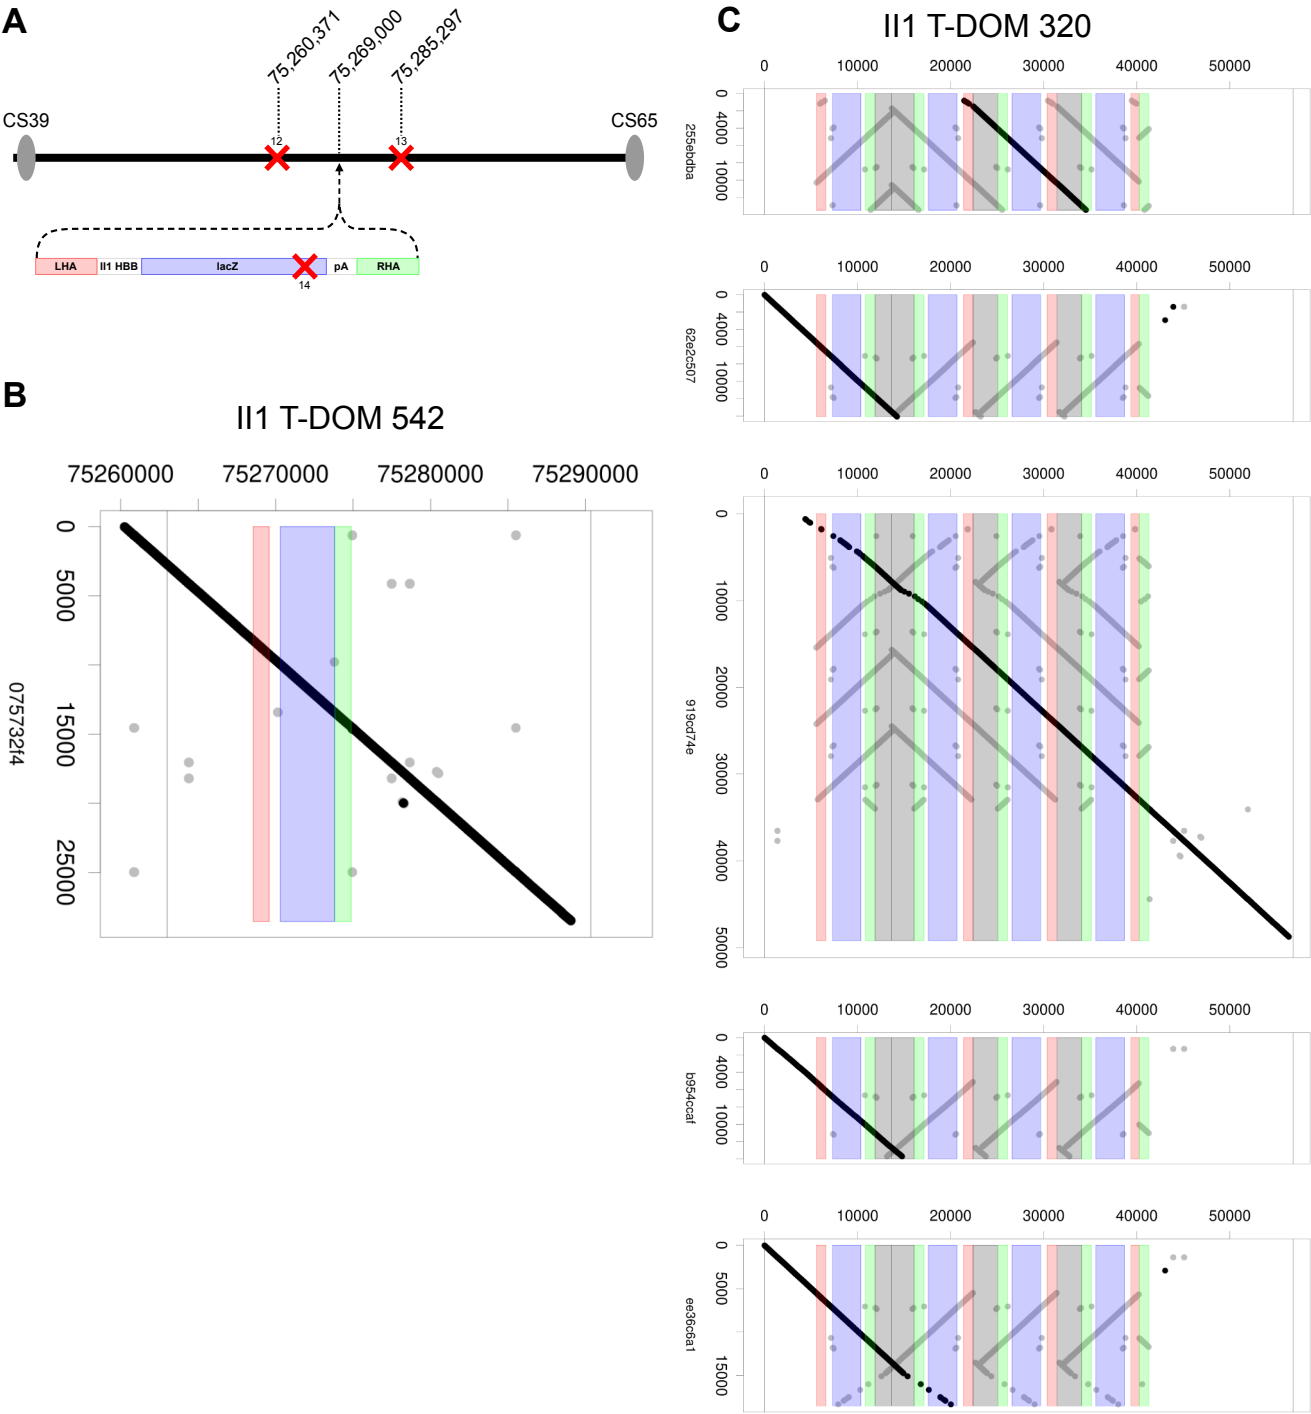 A
75,260,371
75,269,000
75,285,297
CS39
CS65
12
13
LHA
II1 HBB
lacZ
pA
RHA
14
B
II1 T-DOM 542
75260000 75270000 75280000 75290000
0
5000
15000
25000
075732f4
C
II1 T-DOM 320
0 10000 20000 30000 40000 50000
0
4000
10000
255ebdba
0 10000 20000 30000 40000 50000
0
4000
10000
62e2c507
0 10000 20000 30000 40000 50000
0
10000
20000
30000
40000
50000
919cd74e
0 10000 20000 30000 40000 50000
0
4000
10000
b954ccaf
0 10000 20000 30000 40000 50000
0
5000
15000
ee36c6a1